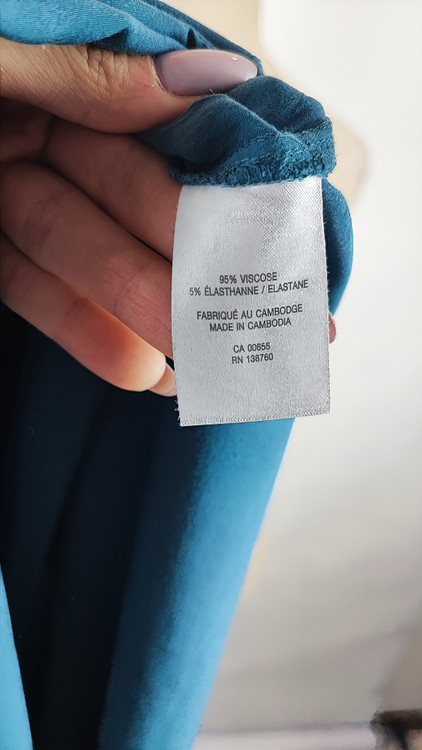 95% VISCOSE
5% ÉLASTHANNE / ELASTANE
FABRIQUÉ AU CAMBODGE
MADE IN CAMBODIA
CA 00655
RN 138760